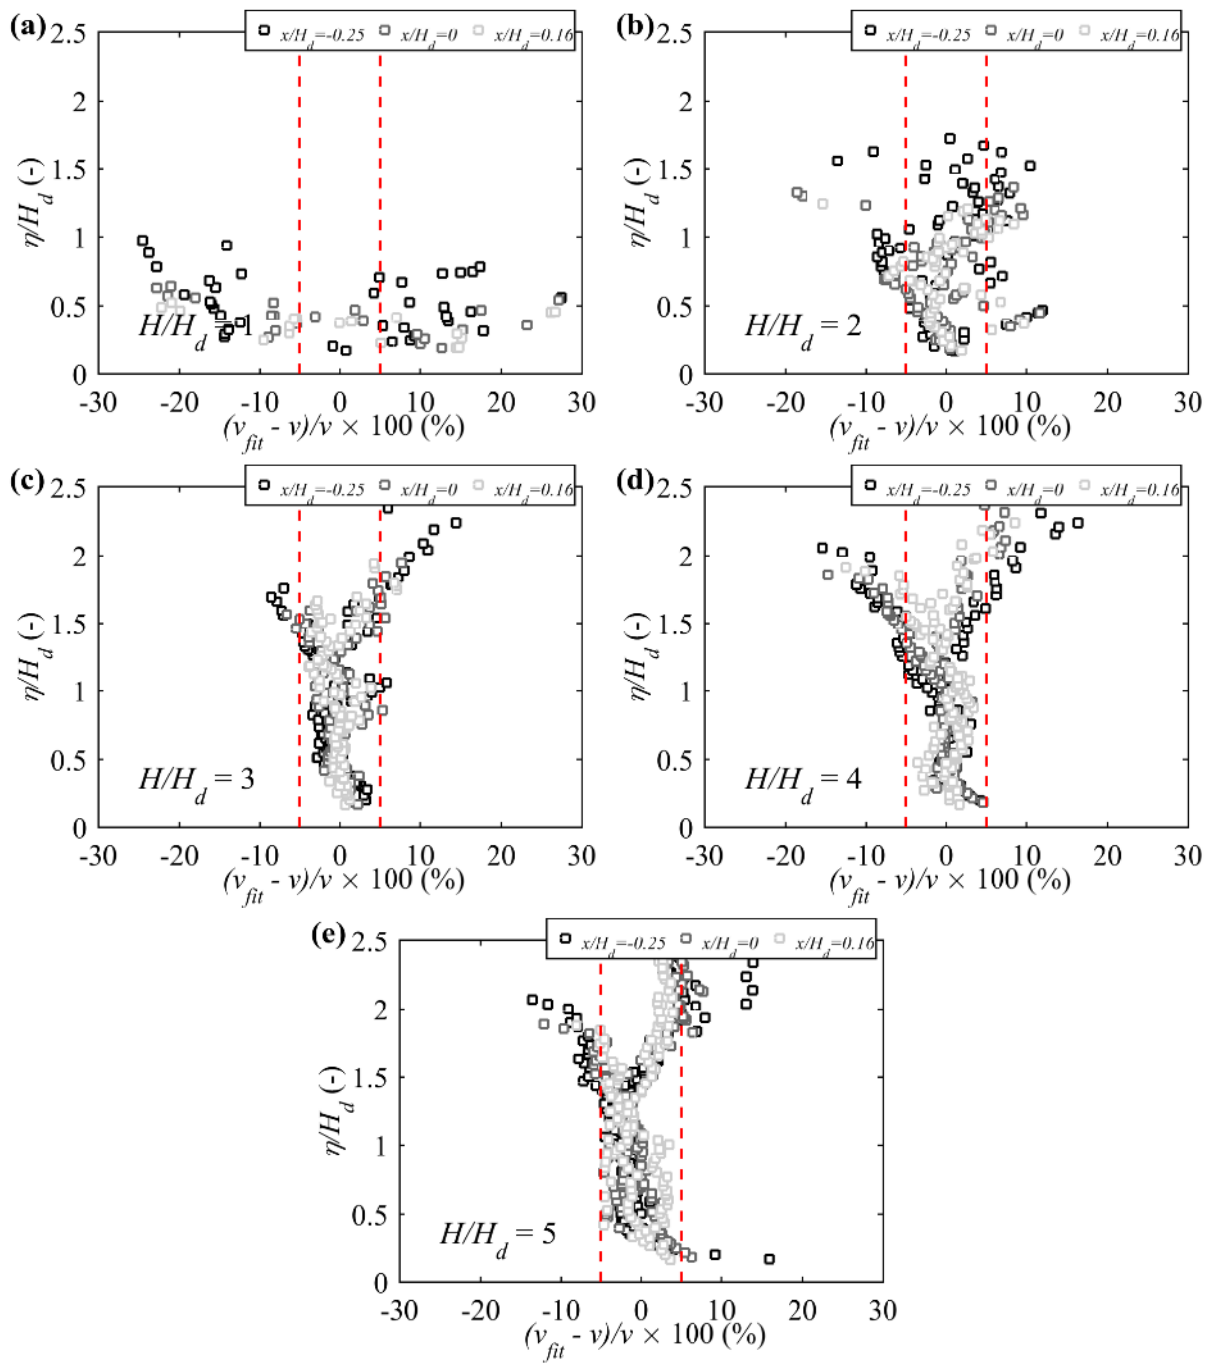 (a)
x/H_d=-0.25 x/H_d=0 x/H_d=0.16
2.5
2
1.5
1
0.5
0
η/H_d (-)
H/H_d = 1
-30 -20 -10 0 10 20 30
(v_fit - v)/v × 100 (%)
(b)
x/H_d=-0.25 x/H_d=0 x/H_d=0.16
2.5
2
1.5
1
0.5
0
η/H_d (-)
H/H_d = 2
-30 -20 -10 0 10 20 30
(v_fit - v)/v × 100 (%)
(c)
x/H_d=-0.25 x/H_d=0 x/H_d=0.16
2.5
2
1.5
1
0.5
0
η/H_d (-)
H/H_d = 3
-30 -20 -10 0 10 20 30
(v_fit - v)/v × 100 (%)
(d)
x/H_d=-0.25 x/H_d=0 x/H_d=0.16
2.5
2
1.5
1
0.5
0
η/H_d (-)
H/H_d = 4
-30 -20 -10 0 10 20 30
(v_fit - v)/v × 100 (%)
(e)
x/H_d=-0.25 x/H_d=0 x/H_d=0.16
2.5
2
1.5
1
0.5
0
η/H_d (-)
H/H_d = 5
-30 -20 -10 0 10 20 30
(v_fit - v)/v × 100 (%)